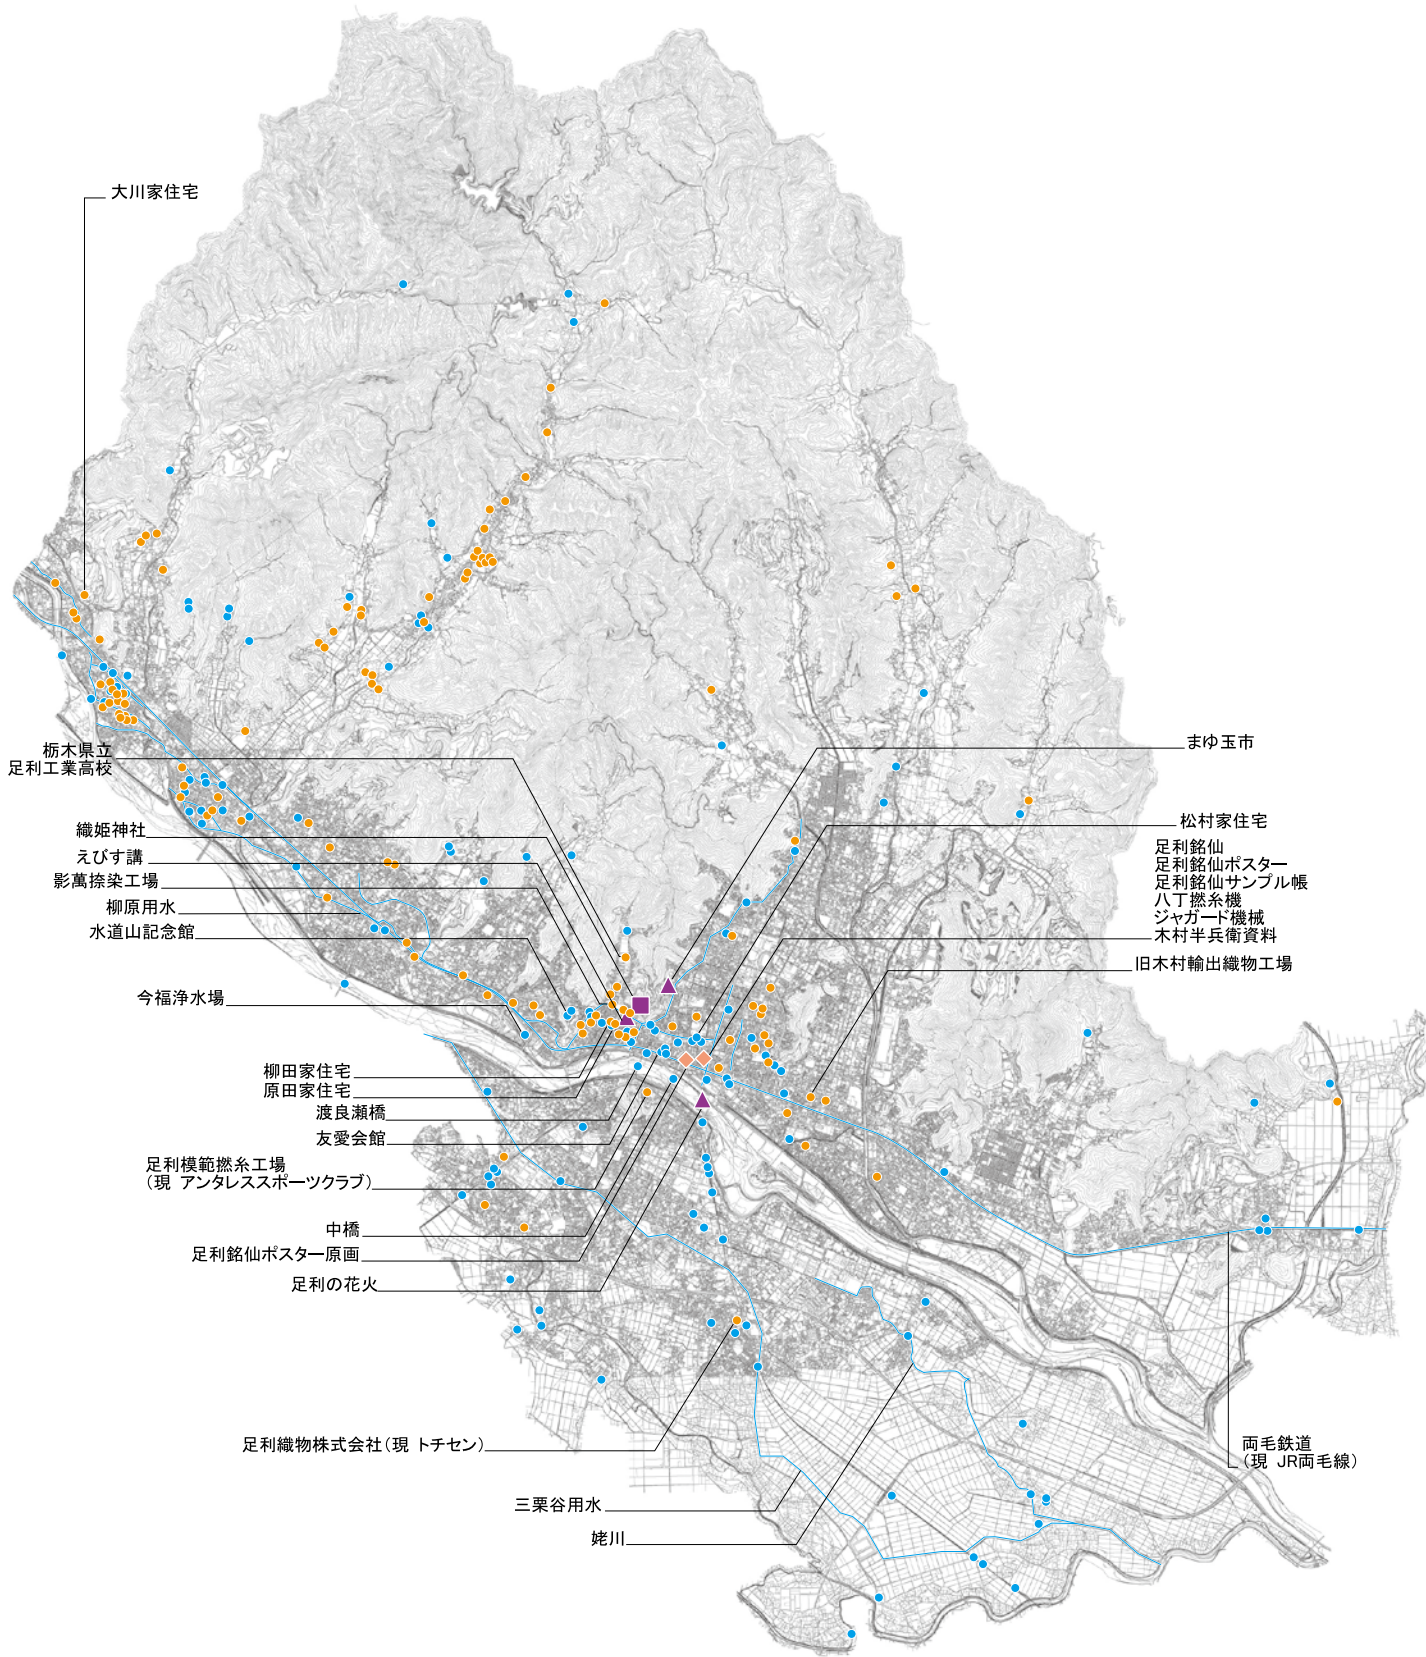 大川家住宅
栃木県立
足利工業高校
織姫神社
えびす講
影萬捺染工場
柳原用水
水道山記念館
今福浄水場
まゆ玉市
松村家住宅
足利銘仙
足利銘仙ポスター
足利銘仙サンプル帳
八丁撚糸機
ジャガード機械
木村半兵衛資料
旧木村輸出織物工場
柳田家住宅
原田家住宅
渡良瀬橋
友愛会館
足利模範撚糸工場
（現 アンタレススポーツクラブ）
中橋
足利銘仙ポスター原画
足利の花火
足利織物株式会社（現 トチセン）
三栗谷用水
姥川
両毛鉄道
（現 JR両毛線）